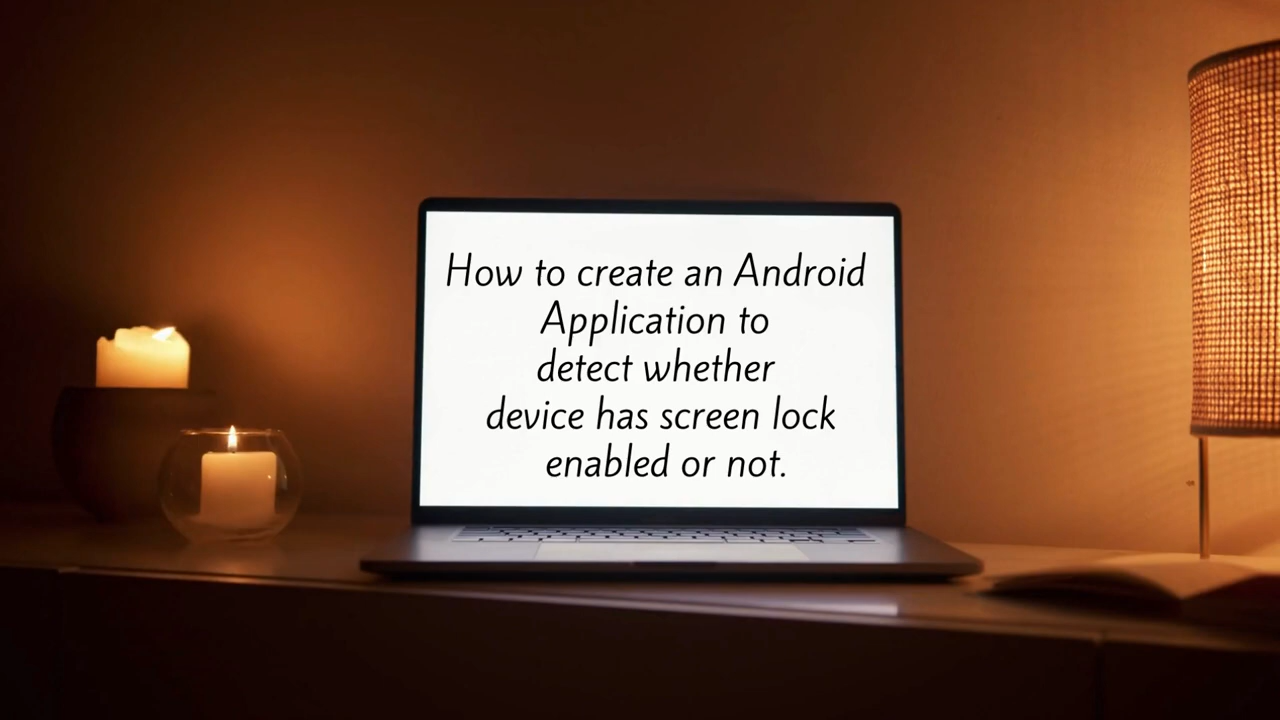 How to create an Android
Application to
detect whether
device has screen lock
enabled or not.